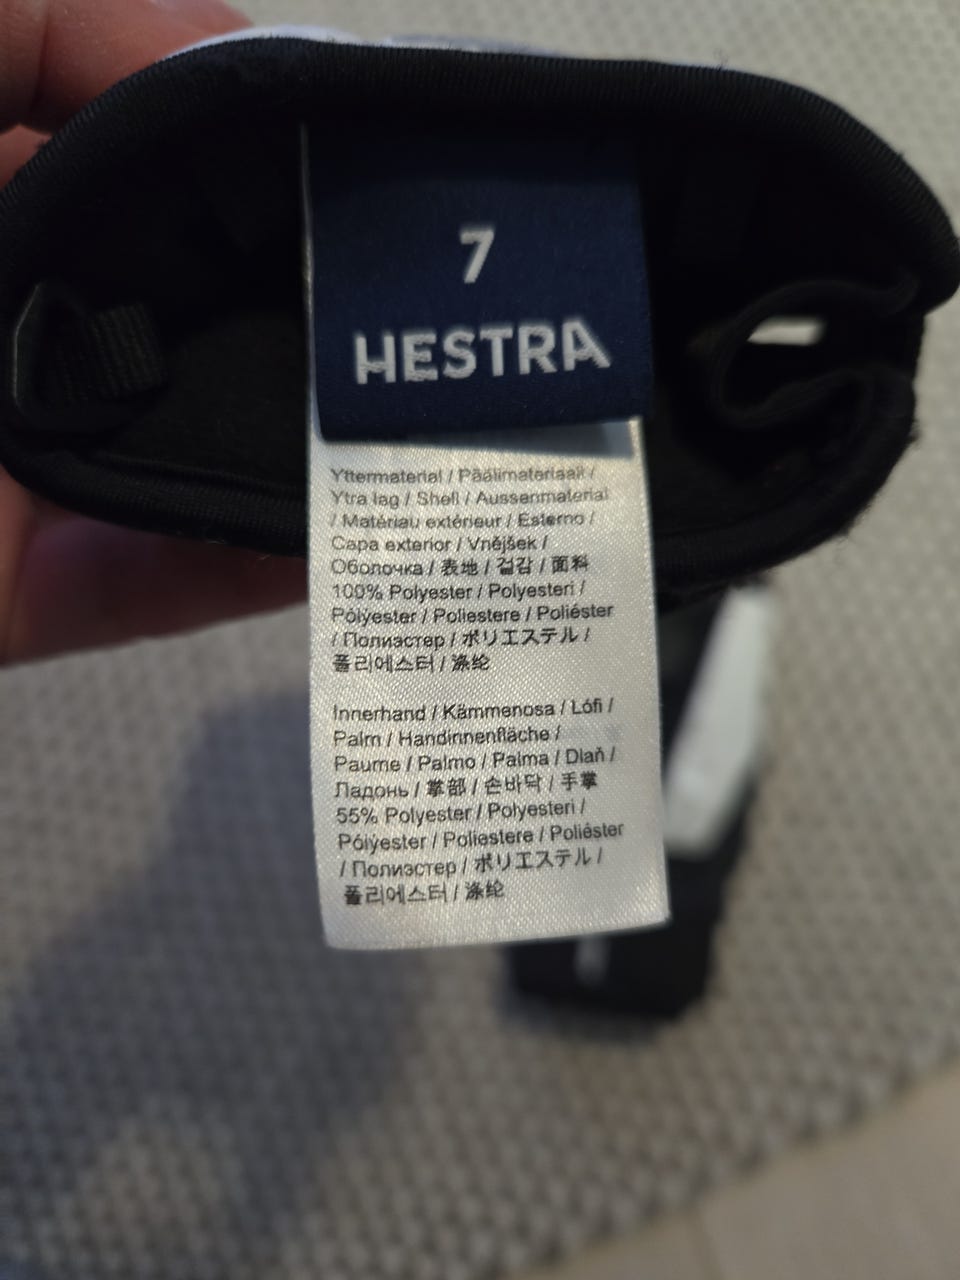 7
HESTRA
Yttermaterial / Päälimateriaali /
Ytra lag / Shell / Aussenmaterial
/ Matériau extérieur / Esterno /
Capa exterior / Vnějšek /
Оболочка / 表地 / 겉감 / 面料
100% Polyester / Polyesteri /
Pólýester / Poliestere / Poliéster
/ Полиэстер / ポリエステル /
폴리에스터 / 涤纶
Innerhand / Kämmenosa / Lófi /
Palm / Handinnenfläche /
Paume / Palmo / Palma / Dlaň /
Ладонь / 掌部 / 손바닥 / 手掌
55% Polyester / Polyesteri /
Pólýester / Poliestere / Poliéster
/ Полиэстер / ポリエステル /
폴리에스터 / 涤纶